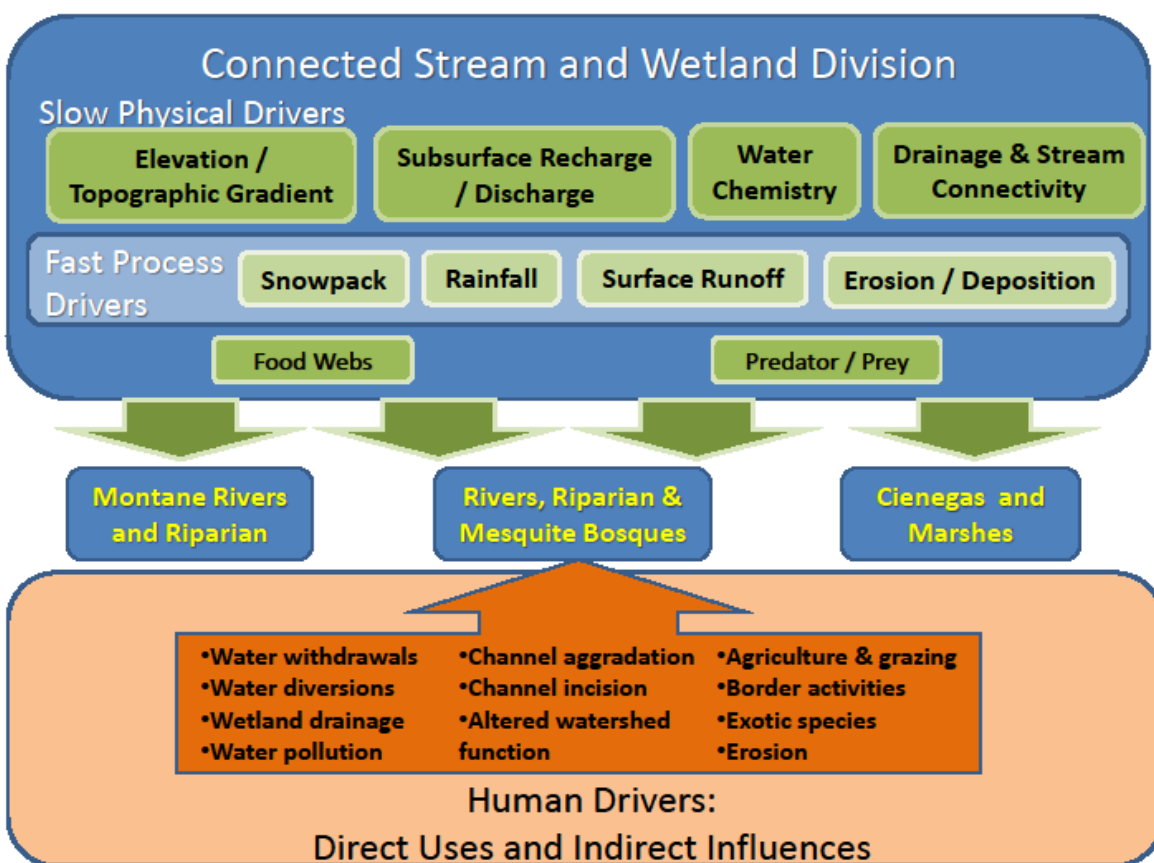 Connected Stream and Wetland Division
Slow Physical Drivers
Elevation /
Topographic Gradient
Subsurface Recharge
/ Discharge
Water
Chemistry
Drainage & Stream
Connectivity
Fast Process
Drivers
Snowpack
Rainfall
Surface Runoff
Erosion / Deposition
Food Webs
Predator / Prey
Montane Rivers
and Riparian
Rivers, Riparian &
Mesquite Bosques
Cienegas and
Marshes
•Water withdrawals
•Water diversions
•Wetland drainage
•Water pollution
•Channel aggradation
•Channel incision
•Altered watershed
function
•Agriculture & grazing
•Border activities
•Exotic species
•Erosion
Human Drivers:
Direct Uses and Indirect Influences